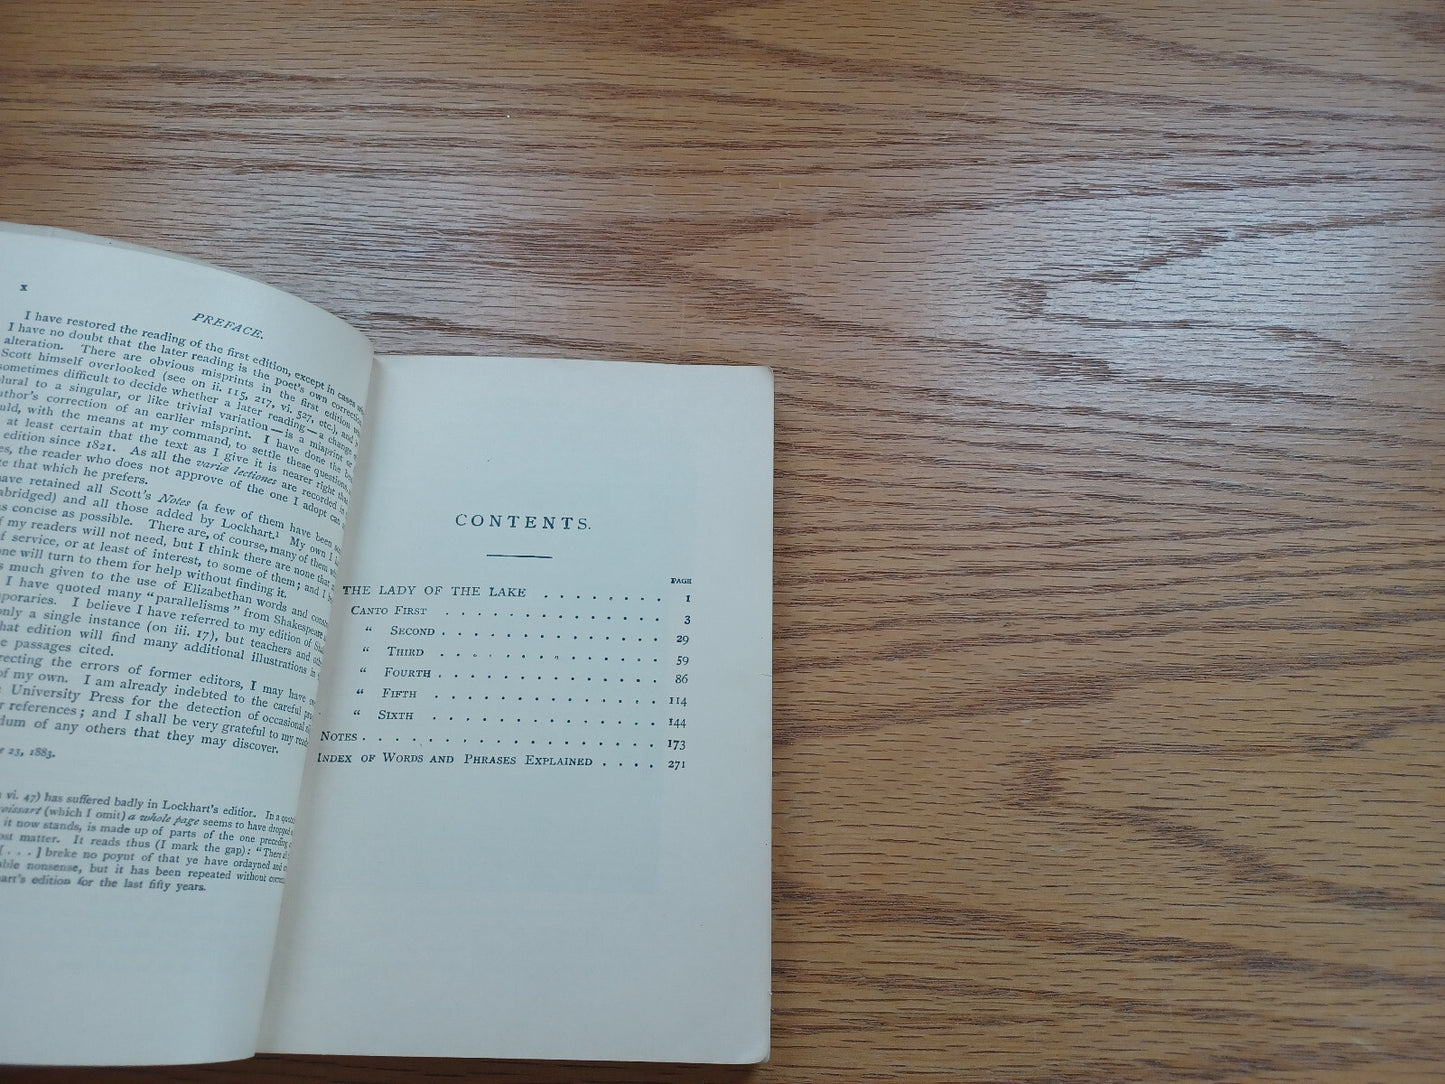 x
PREFACE.
I have restored the reading of the first edition, except in cases
I have no doubt that the later reading is the poet's own correction
alteration. There are obvious misprints in the first edition
Scott himself overlooked (see on ii. 115, 217, vi. 527, etc.), and
sometimes difficult to decide whether a later reading—a change
plural to a singular, or like trivial variation—is a misprint or
author's correction of an earlier misprint. I have done the
with the means at my command, to settle these questions,
at least certain that the text as I give it is nearer right than
edition since 1821. As all the variæ lectiones are recorded in
the reader who does not approve of the one I adopt can
that which he prefers.
have retained all Scott's Notes (a few of them have been
abridged) and all those added by Lockhart.¹ My own I
as concise as possible. There are, of course, many of them
my readers will not need, but I think there are none that
of service, or at least of interest, to some of them; and I
one will turn to them for help without finding it.
much given to the use of Elizabethan words and
I have quoted many "parallelisms" from Shakespeare
I believe I have referred to my edition of
only a single instance (on iii. 17), but teachers and
that edition will find many additional illustrations in
passages cited.
the errors of former editors, I may have
of my own. I am already indebted to the careful
University Press for the detection of occasional
or references; and I shall be very grateful to my
of any others that they may discover.
23, 1883.
vi. 47) has suffered badly in Lockhart's edition. In a
(which I omit) a whole page seems to have dropped
it now stands, is made up of parts of the one preceding
matter. It reads thus (I mark the gap): "There
[...] breke no poynt of that ye have ordayned and
nonsense, but it has been repeated without
edition for the last fifty years.
CONTENTS.
PAGE
THE LADY OF THE LAKE . . . . . . . . 1
CANTO FIRST . . . . . . . . . . . . 3
" SECOND . . . . . . . . . . . . 29
" THIRD . . . . . . . . . . . . 59
" FOURTH . . . . . . . . . . . . 86
" FIFTH . . . . . . . . . . . . 114
" SIXTH . . . . . . . . . . . . 144
NOTES . . . . . . . . . . . . . . . . 173
INDEX OF WORDS AND PHRASES EXPLAINED . . . . 271